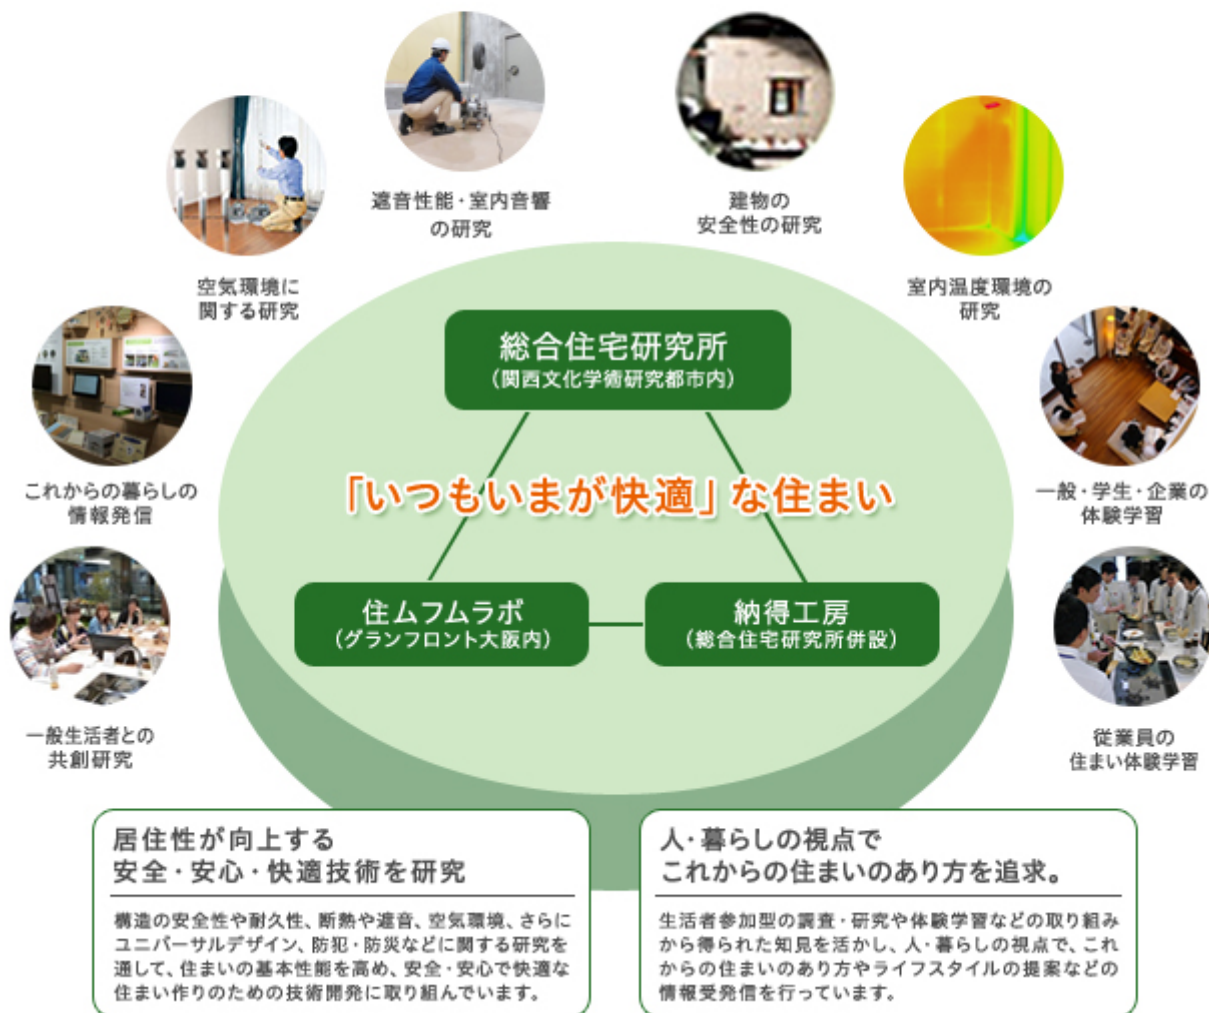 遮音性能・室内音響
の研究
建物の
安全性の研究
空気環境に
関する研究
室内温度環境の
研究
総合住宅研究所
（関西文化学術研究都市内）
これからの暮らしの
情報発信
「いつもいまが快適」な住まい
一般・学生・企業の
体験学習
住ムフムラボ
（グランフロント大阪内）
納得工房
（総合住宅研究所併設）
一般生活者との
共創研究
従業員の
住まい体験学習
居住性が向上する
安全・安心・快適技術を研究
構造の安全性や耐久性、断熱や遮音、空気環境、さらに
ユニバーサルデザイン、防犯・防災などに関する研究を
通して、住まいの基本性能を高め、安全・安心で快適な
住まい作りのための技術開発に取り組んでいます。
人・暮らしの視点で
これからの住まいのあり方を追求。
生活者参加型の調査・研究や体験学習などの取り組み
から得られた知見を活かし、人・暮らしの視点で、これ
からの住まいのあり方やライフスタイルの提案などの
情報受発信を行っています。